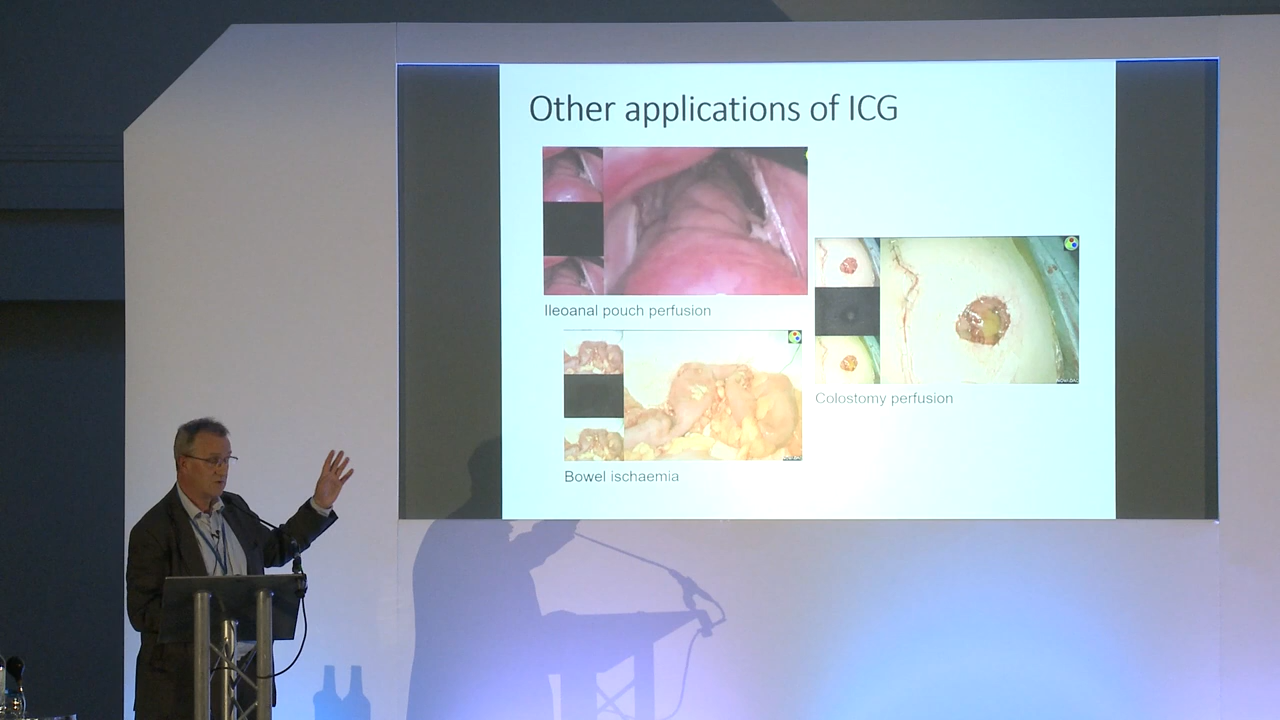 Other applications of ICG
Ileoanal pouch perfusion
Colostomy perfusion
Bowel ischaemia